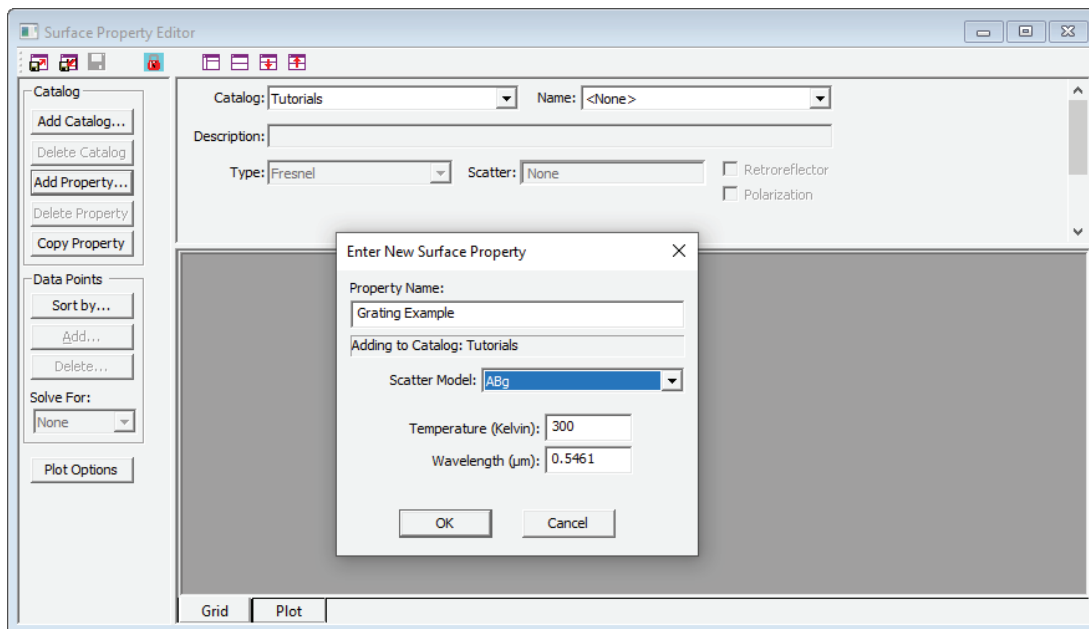 Surface Property Editor
Catalog
Add Catalog...
Delete Catalog
Add Property...
Delete Property
Copy Property
Data Points
Sort by...
Add...
Delete...
Solve For:
None
Plot Options
Catalog: Tutorials Name: <None>
Description:
Type: Fresnel Scatter: None Retroreflector
Polarization
Enter New Surface Property
Property Name:
Grating Example
Adding to Catalog: Tutorials
Scatter Model: ABg
Temperature (Kelvin): 300
Wavelength (µm): 0.5461
OK Cancel
Grid Plot